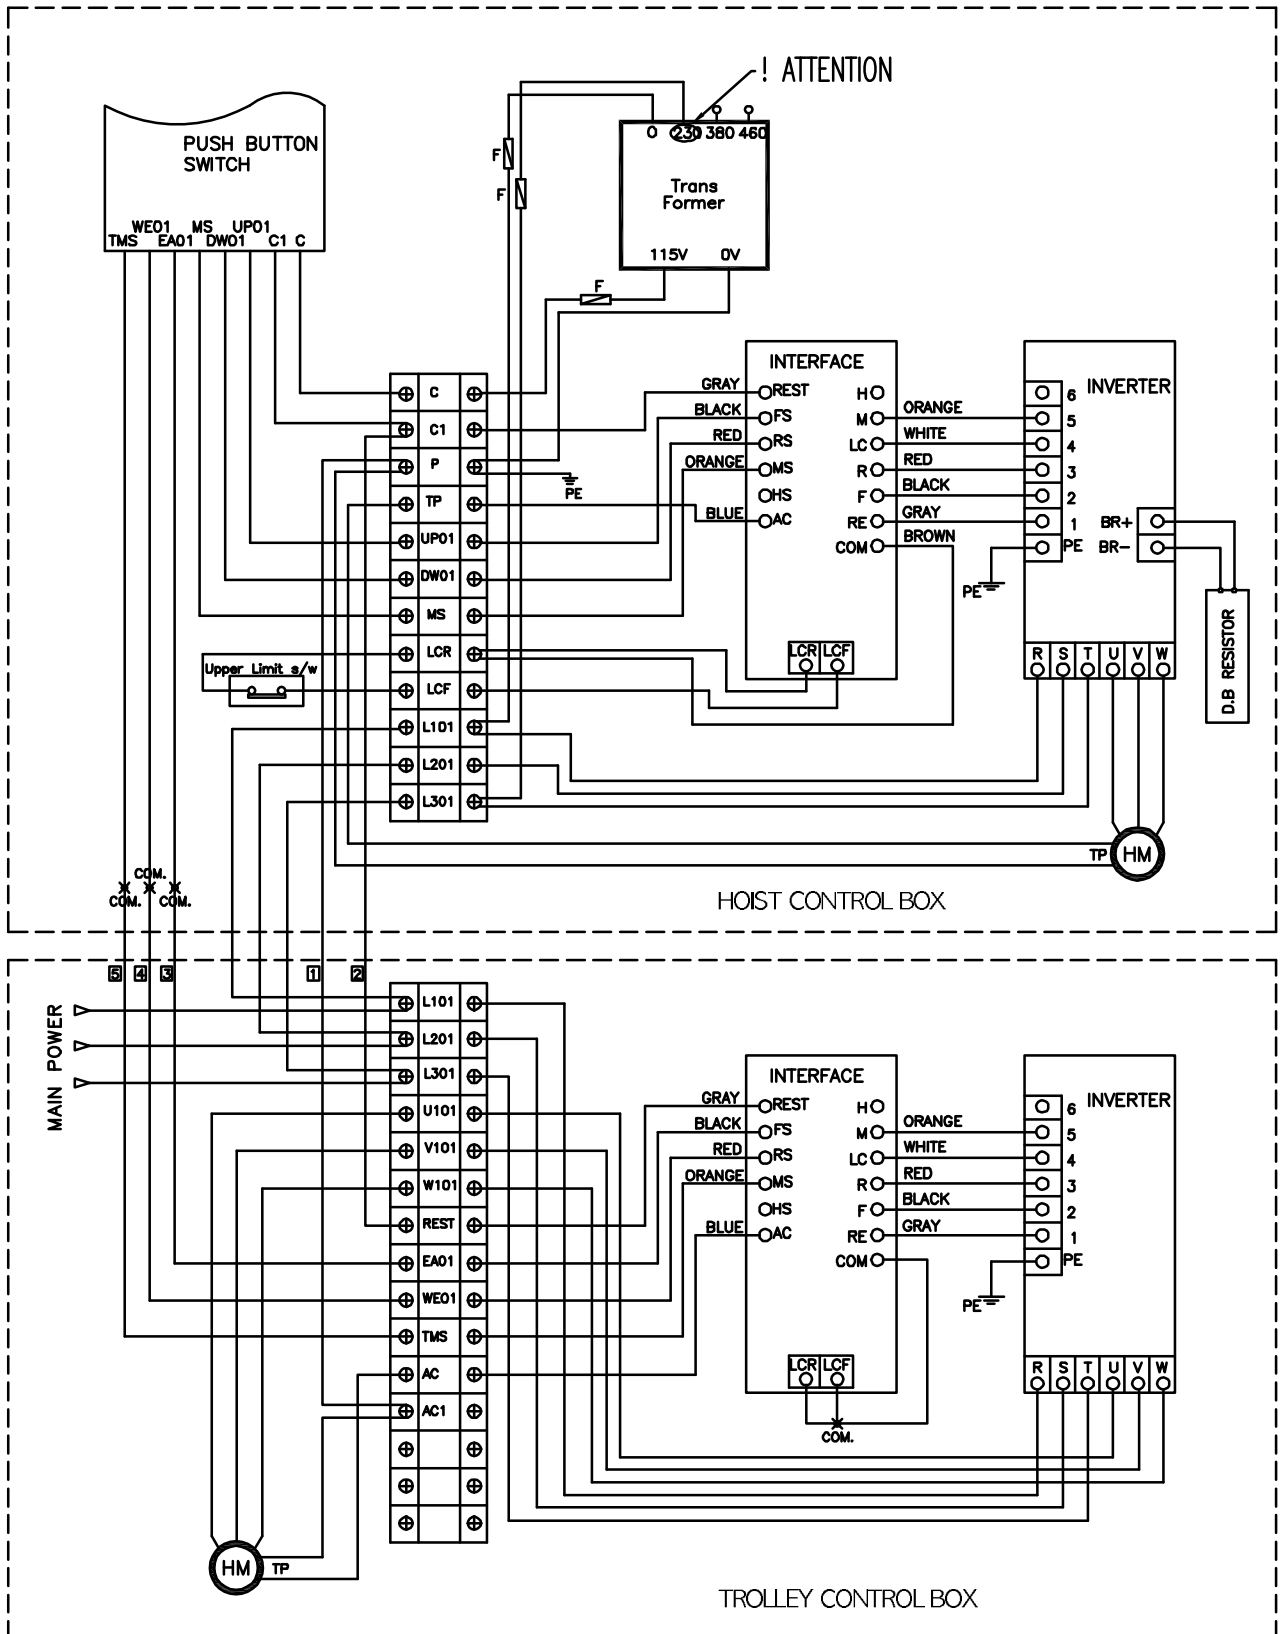 ! ATTENTION
PUSH BUTTON
SWITCH
WE01 MS UP01
TMS EA01 DW01 C1 C
F
F
0 230 380 460
Trans
Former
115V 0V
F
C
C1
P
TP
UP01
DW01
MS
LCR
LCF
L101
L201
L301
PE
Upper Limit s/w
GRAY
BLACK
RED
ORANGE
BLUE
INTERFACE
REST H
FS M
RS LC
MS R
HS F
AC RE
COM
LCR LCF
ORANGE
WHITE
RED
BLACK
GRAY
BROWN
INVERTER
6
5
4
3
2
1
PE
BR+
BR-
PE
R S T U V W
D.B RESISTOR
TP HM
COM.
COM. COM.
HOIST CONTROL BOX
5 4 3 1 2
MAIN POWER
L101
L201
L301
U101
V101
W101
REST
EA01
WE01
TMS
AC
AC1
GRAY
BLACK
RED
ORANGE
BLUE
INTERFACE
REST H
FS M
RS LC
MS R
HS F
AC RE
COM
LCR LCF
COM.
ORANGE
WHITE
RED
BLACK
GRAY
INVERTER
6
5
4
3
2
1
PE
PE
R S T U V W
HM TP
TROLLEY CONTROL BOX